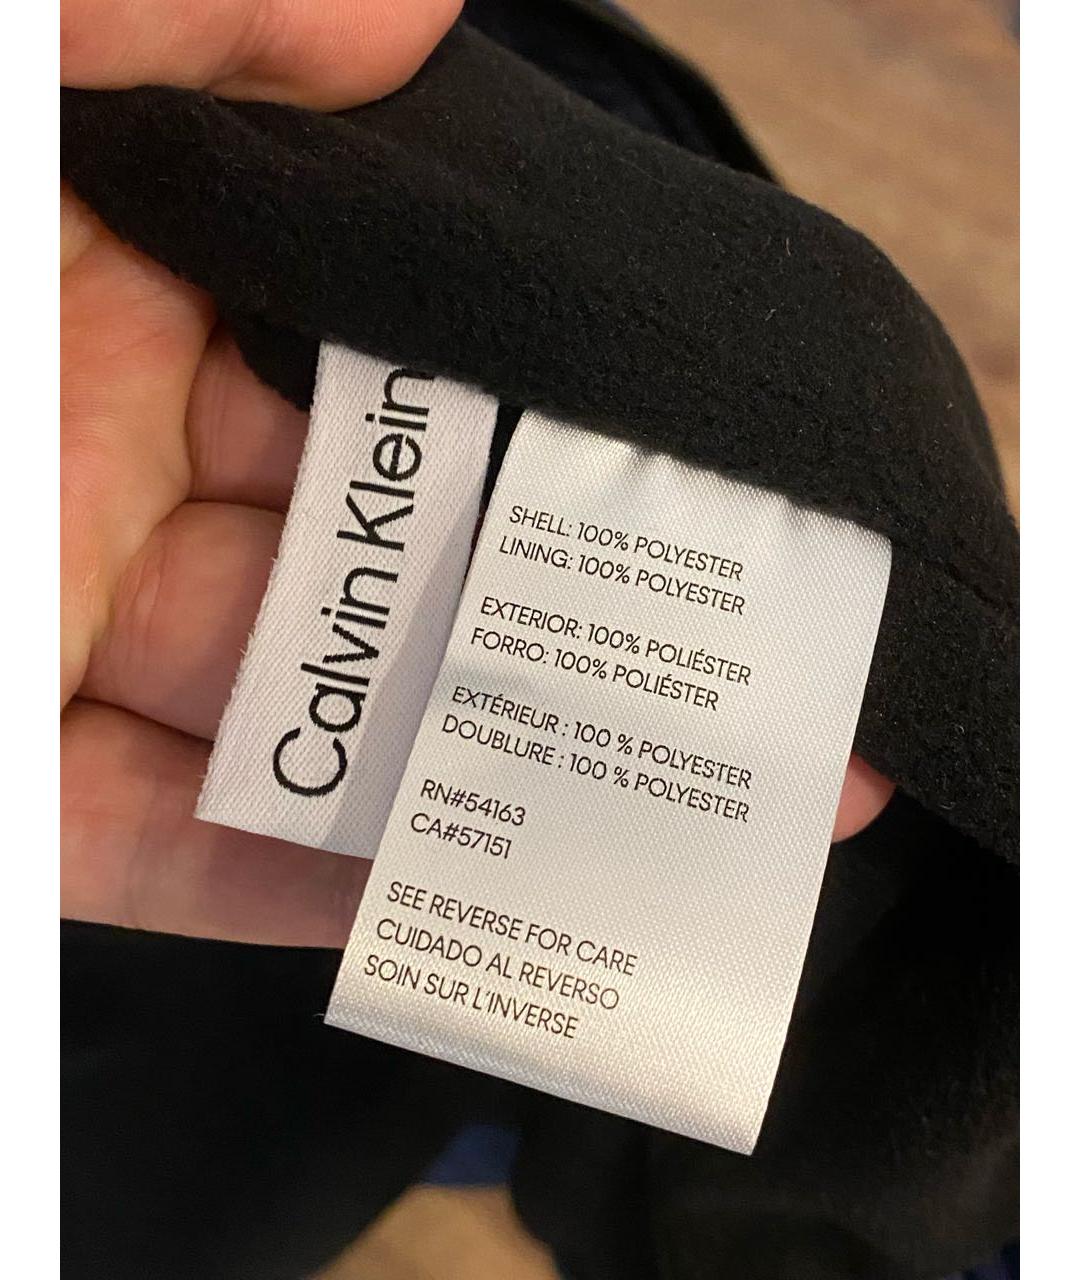 Calvin Klein
SHELL: 100% POLYESTER
LINING: 100% POLYESTER
EXTERIOR: 100% POLIÉSTER
FORRO: 100% POLIÉSTER
EXTÉRIEUR : 100 % POLYESTER
DOUBLURE : 100 % POLYESTER
RN#54163
CA#57151
SEE REVERSE FOR CARE
CUIDADO AL REVERSO
SOIN SUR L'INVERSE